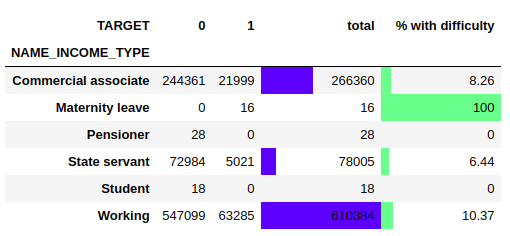 TARGET 0 1 total % with difficulty
NAME_INCOME_TYPE
Commercial associate 244361 21999 266360 8.26
Maternity leave 0 16 16 100
Pensioner 28 0 28 0
State servant 72984 5021 78005 6.44
Student 18 0 18 0
Working 547099 63285 610384 10.37